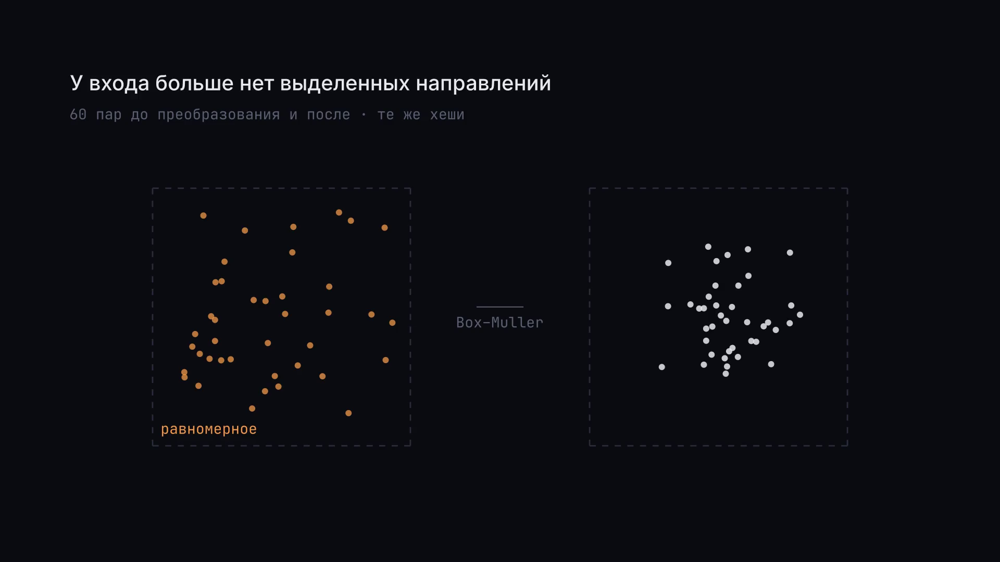 У входа больше нет выделенных направлений
60 пар до преобразования и после · те же хеши
Box-Muller
равномерное